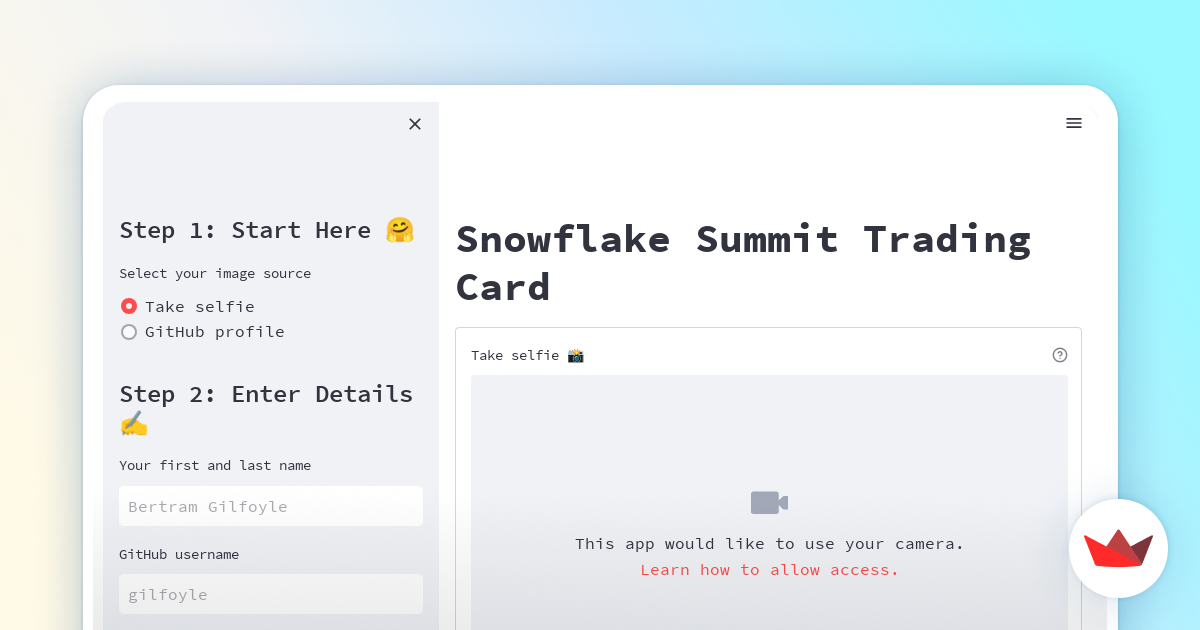 Step 1: Start Here 🤗
Select your image source
Take selfie
GitHub profile
Step 2: Enter Details
✍️
Your first and last name
Bertram Gilfoyle
GitHub username
gilfoyle
Snowflake Summit Trading
Card
Take selfie 📸
This app would like to use your camera.
Learn how to allow access.